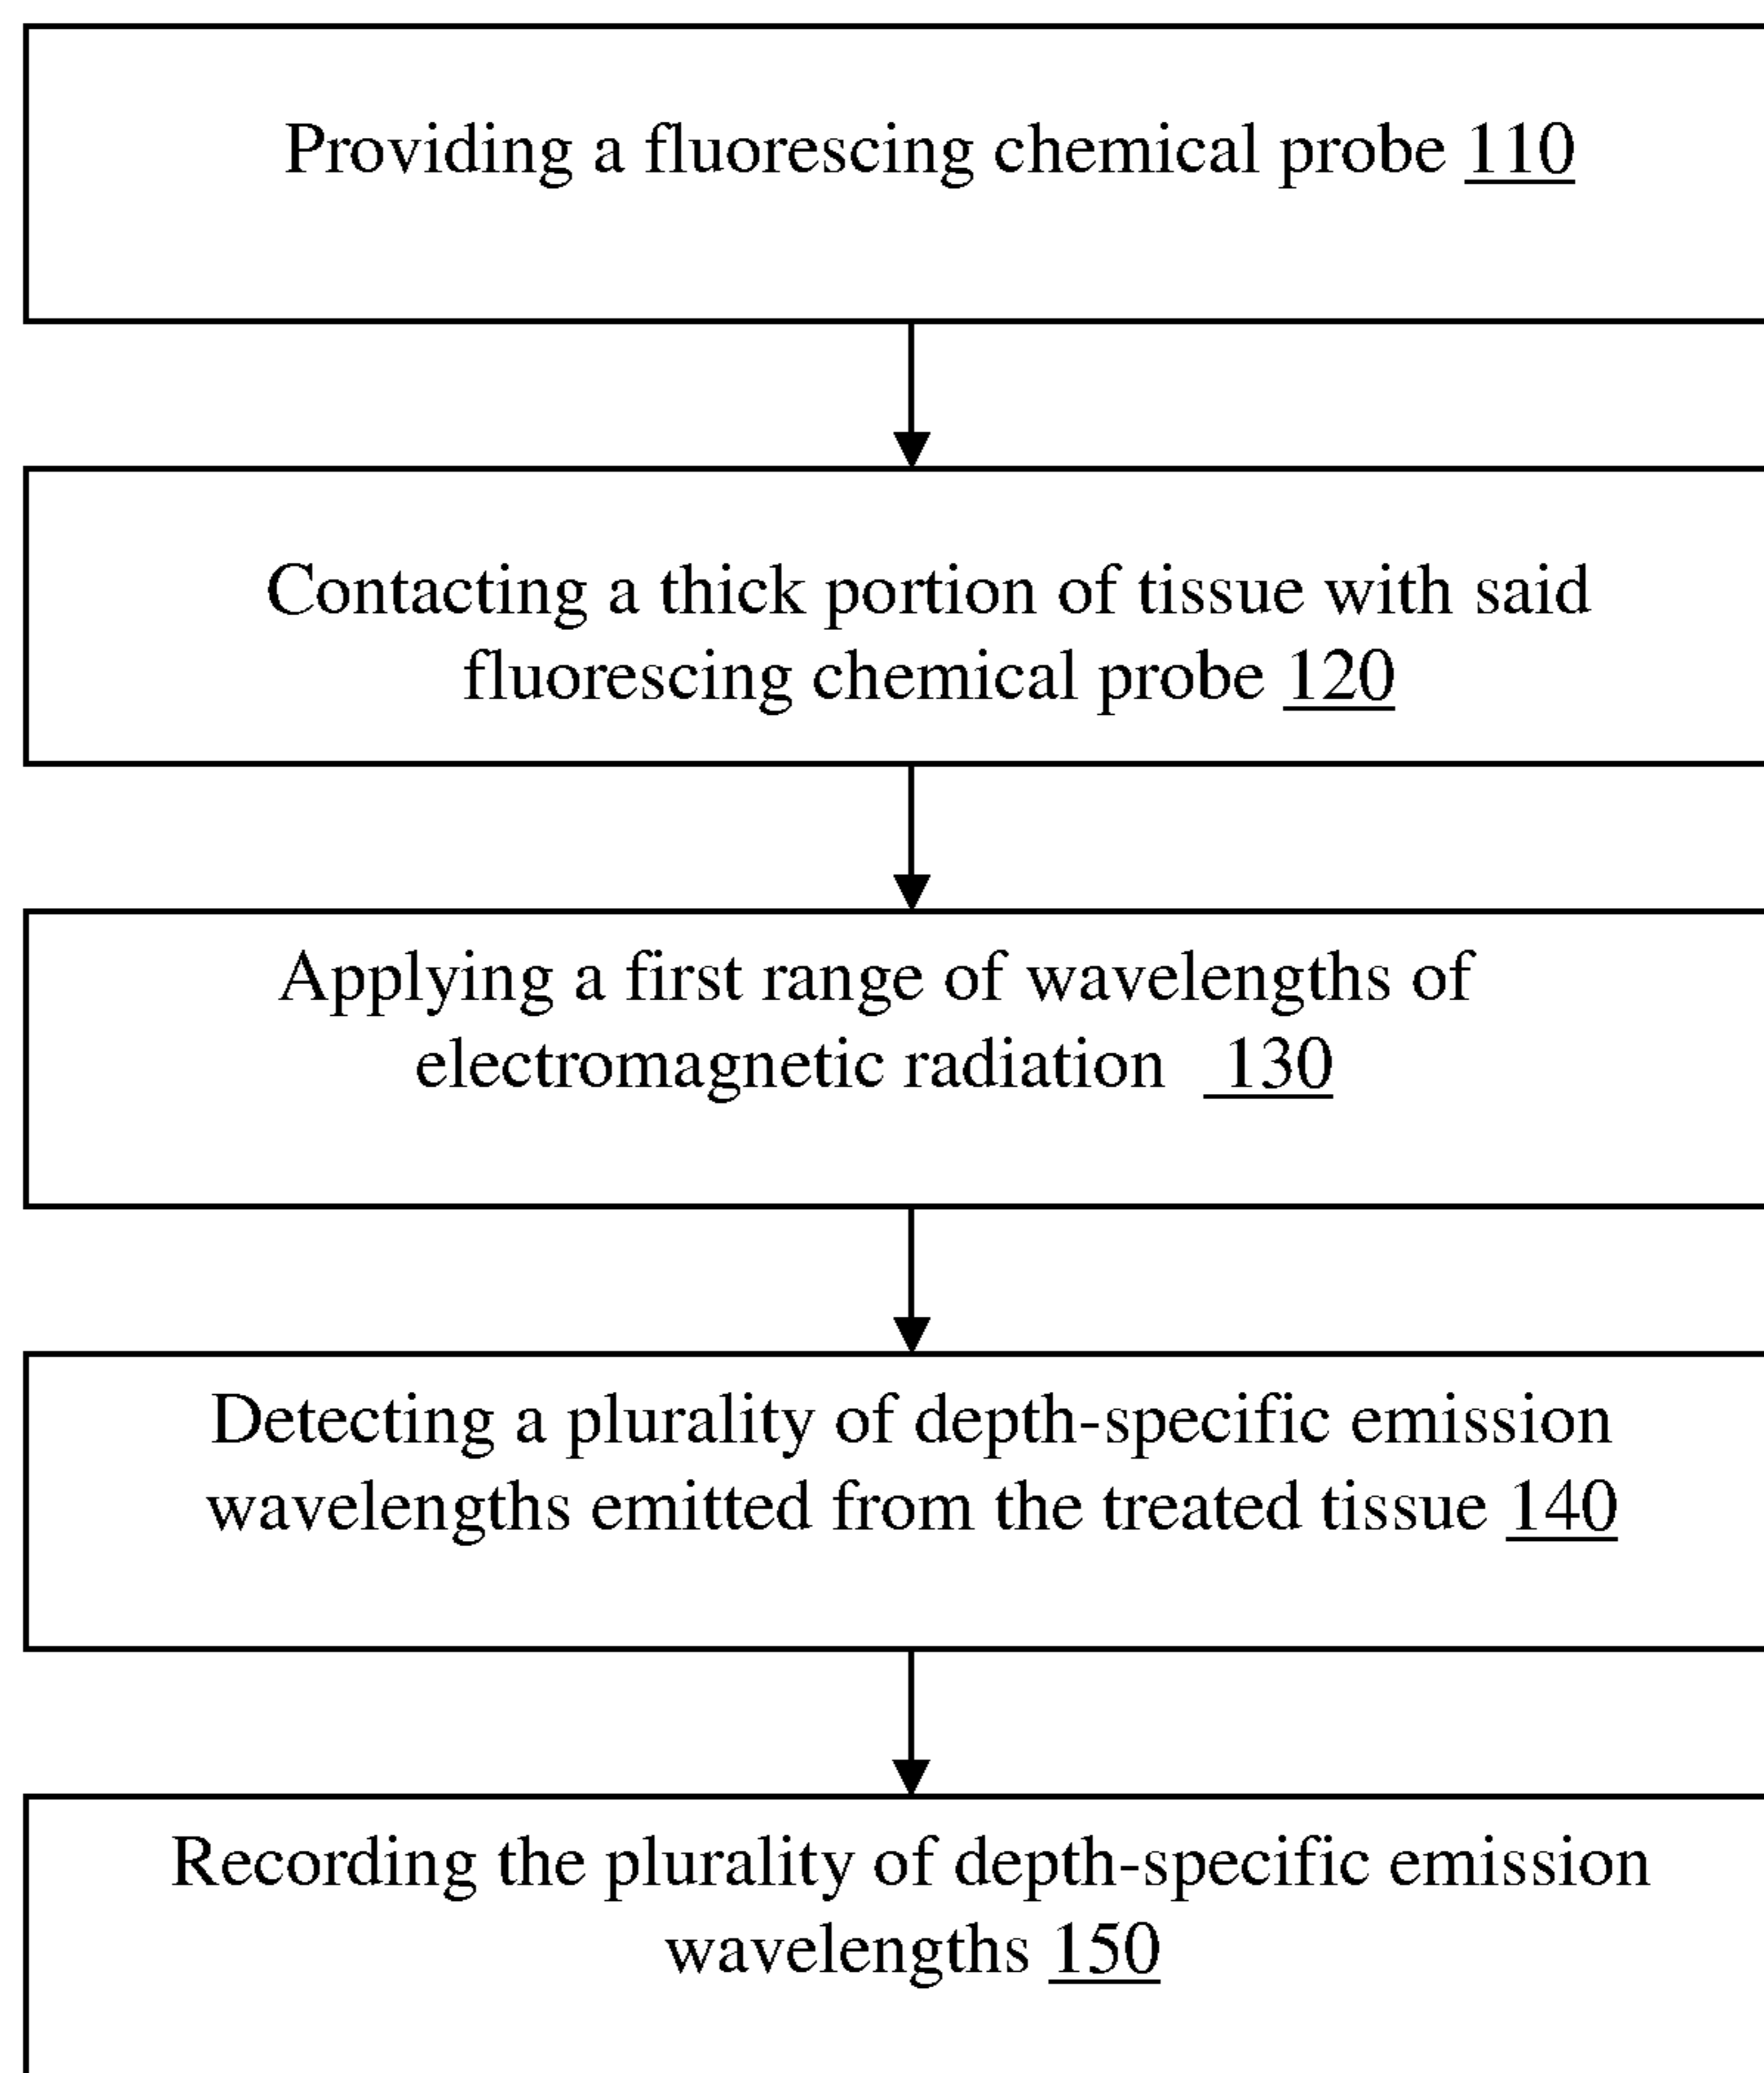 Providing a fluorescing chemical probe 110
Contacting a thick portion of tissue with said
fluorescing chemical probe 120
Applying a first range of wavelengths of
electromagnetic radiation 130
Detecting a plurality of depth-specific emission
wavelengths emitted from the treated tissue 140
Recording the plurality of depth-specific emission
wavelengths 150